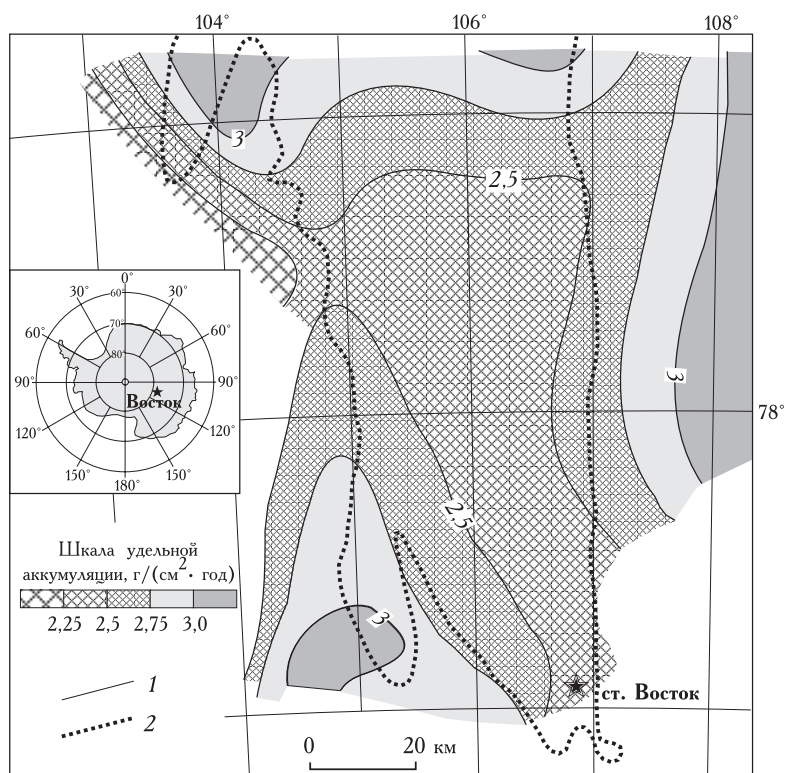 104° 106° 108°
3
2,5
3
78°
2,5
3
ст. Восток
0°
30° 60° 30°
60° 70° 60°
80°
90° 90°
Восток
120° 120°
150° 150°
180°
Шкала удельной
аккумуляции, г/(см² · год)
2,25 2,5 2,75 3,0
1
2
0 20 км